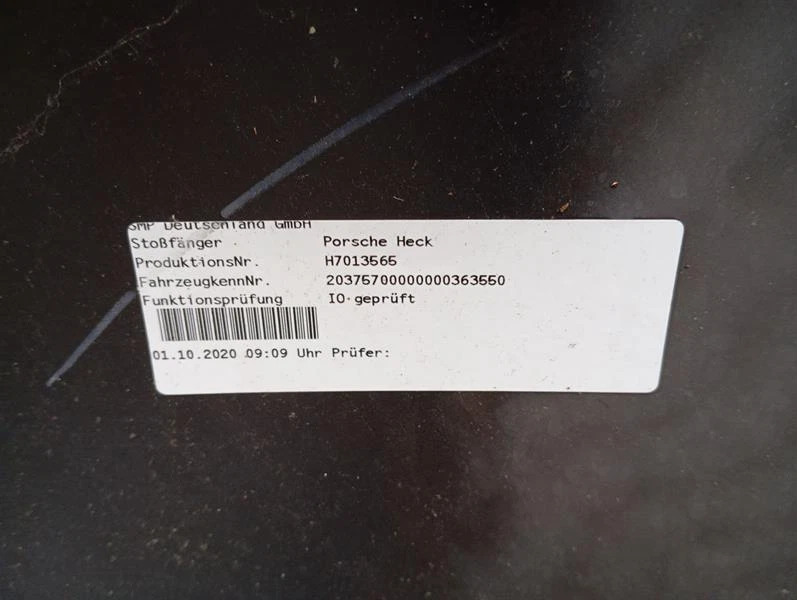 SMP Deutschland GmbH
Stoßfänger Porsche Heck
ProduktionsNr. H7013565
FahrzeugkennNr. 20375700000000363550
Funktionsprüfung IO geprüft
01.10.2020 09:09 Uhr Prüfer: